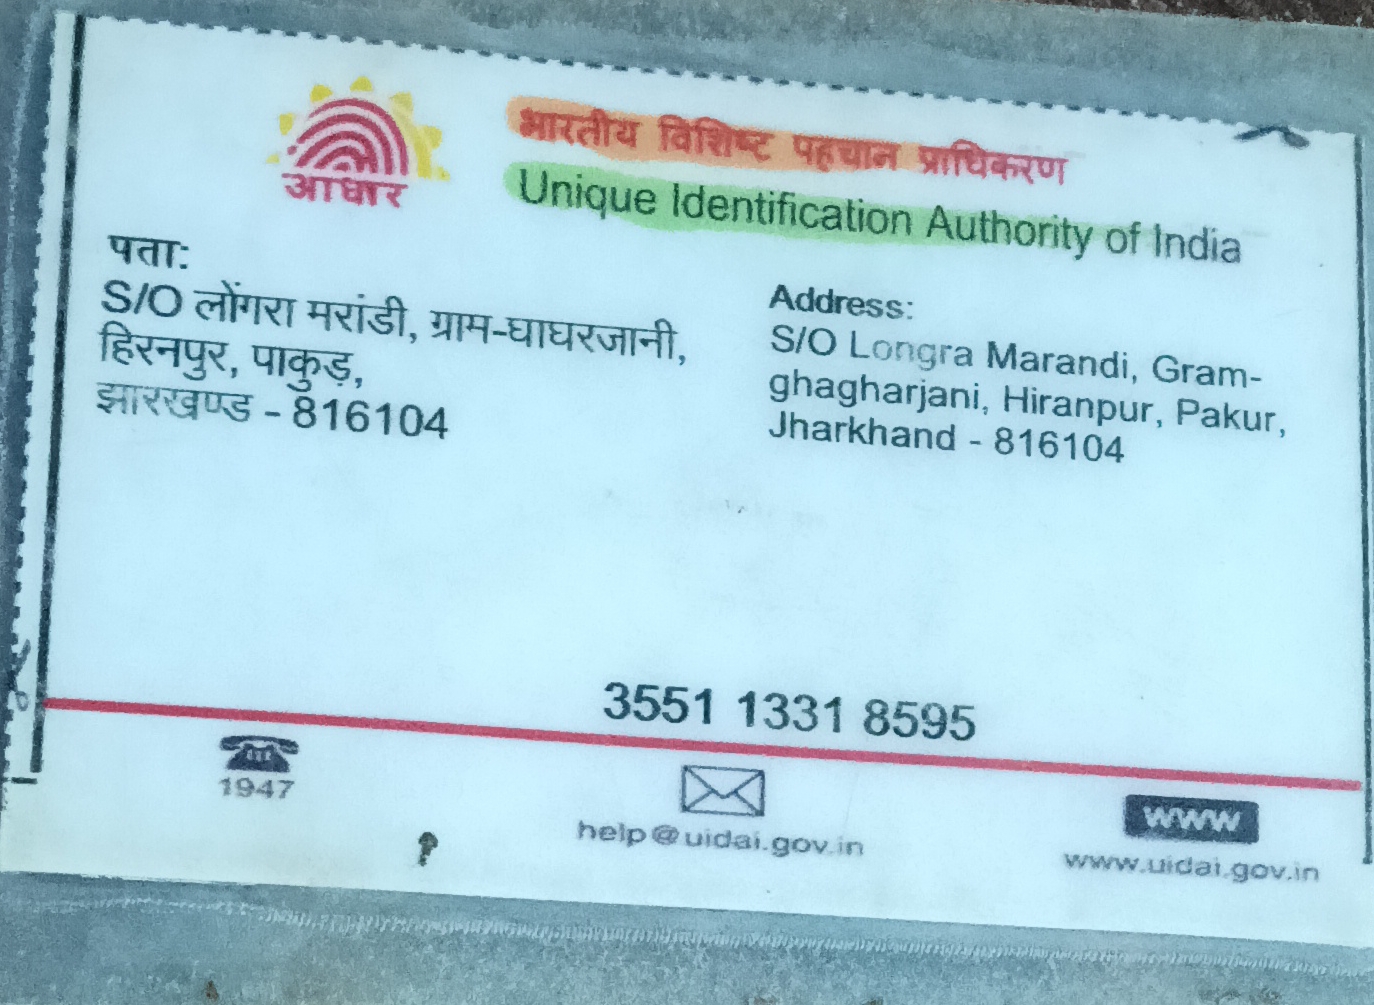 आधार
भारतीय विशिष्ट पहचान प्राधिकरण
Unique Identification Authority of India
पता:
S/O लोंगरा मरांडी, ग्राम-घाघरजानी,
हिरनपुर, पाकुड़,
झारखण्ड - 816104
Address:
S/O Longra Marandi, Gram-
ghagharjani, Hiranpur, Pakur,
Jharkhand - 816104
3551 1331 8595
1947
help@uidai.gov.in
www
www.uidai.gov.in